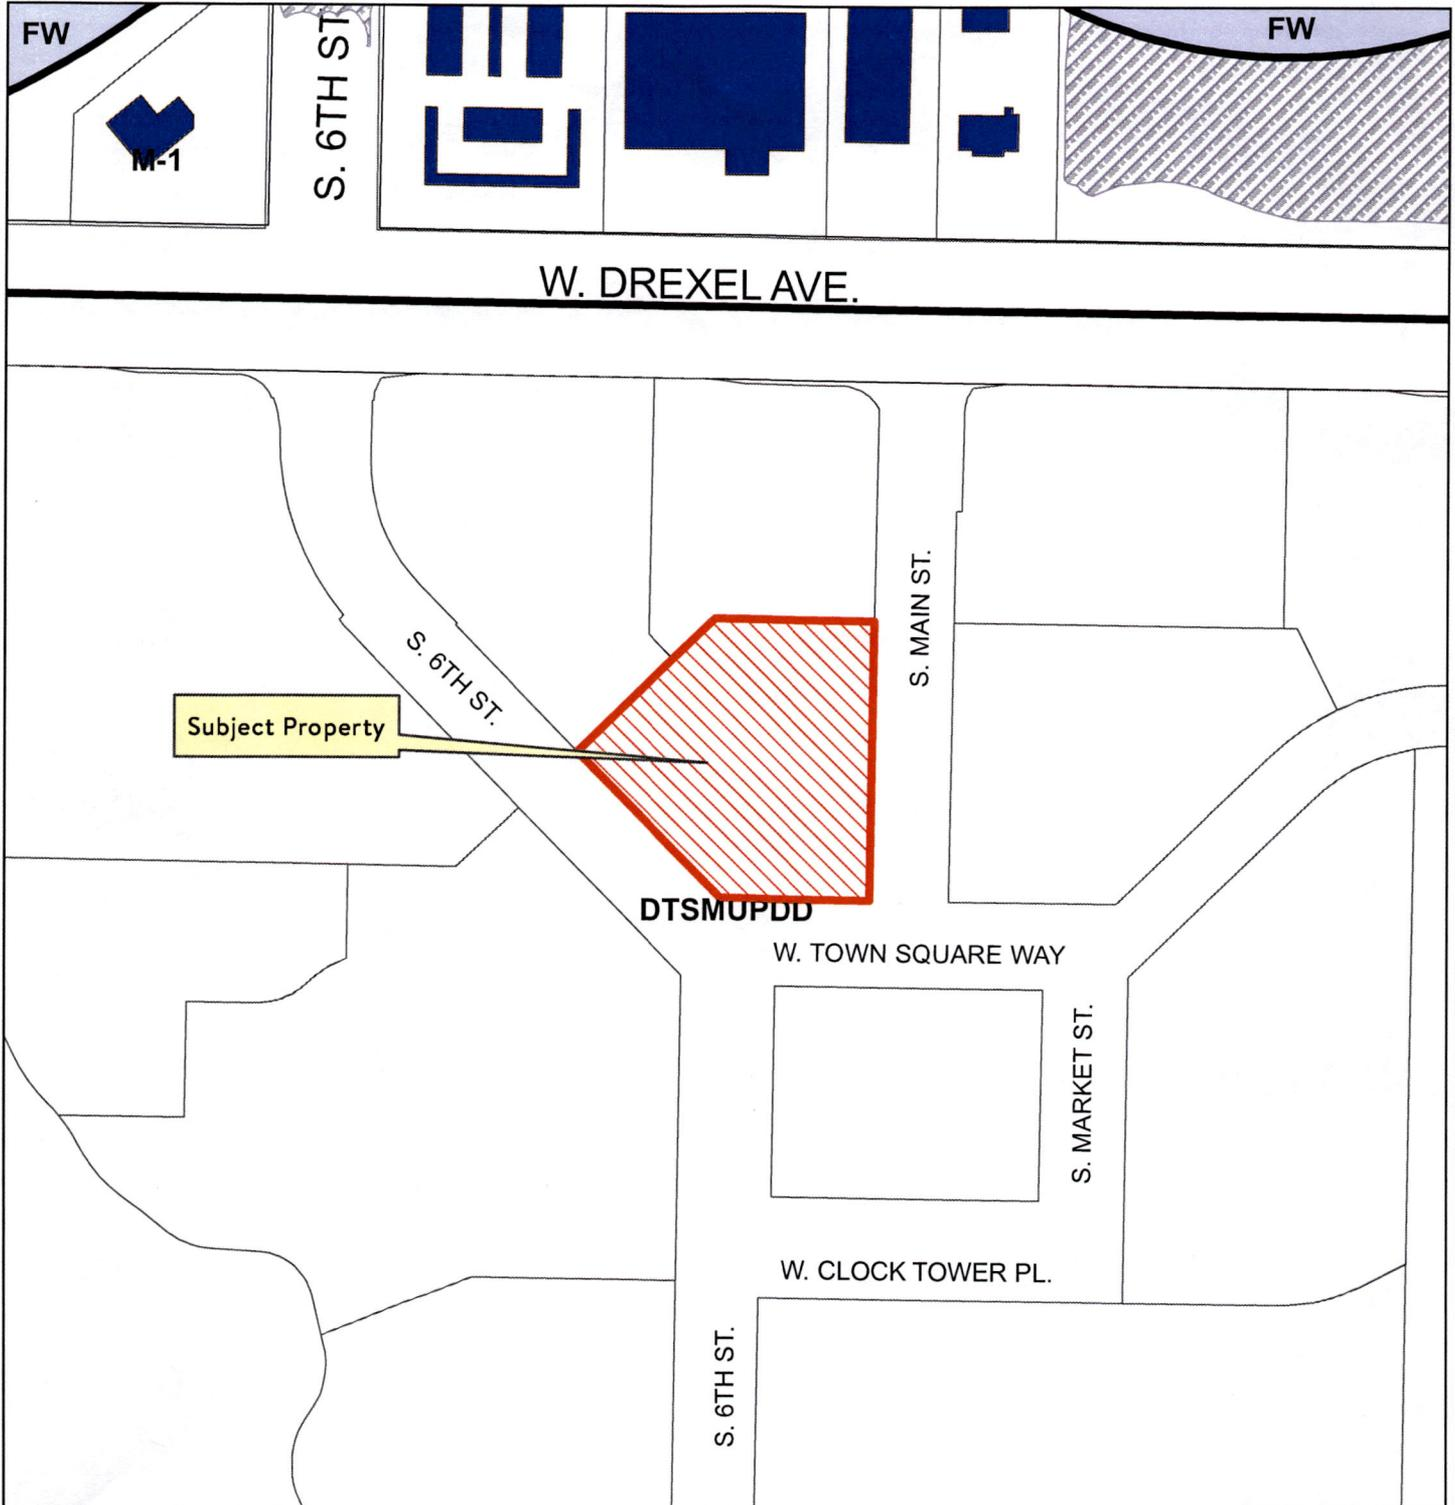 FW
FW
S. 6TH ST
M-1
W. DREXEL AVE.
S. MAIN ST.
S. 6TH ST.
Subject Property
DTSMUPDD
W. TOWN SQUARE WAY
S. MARKET ST.
W. CLOCK TOWER PL.
S. 6TH ST.